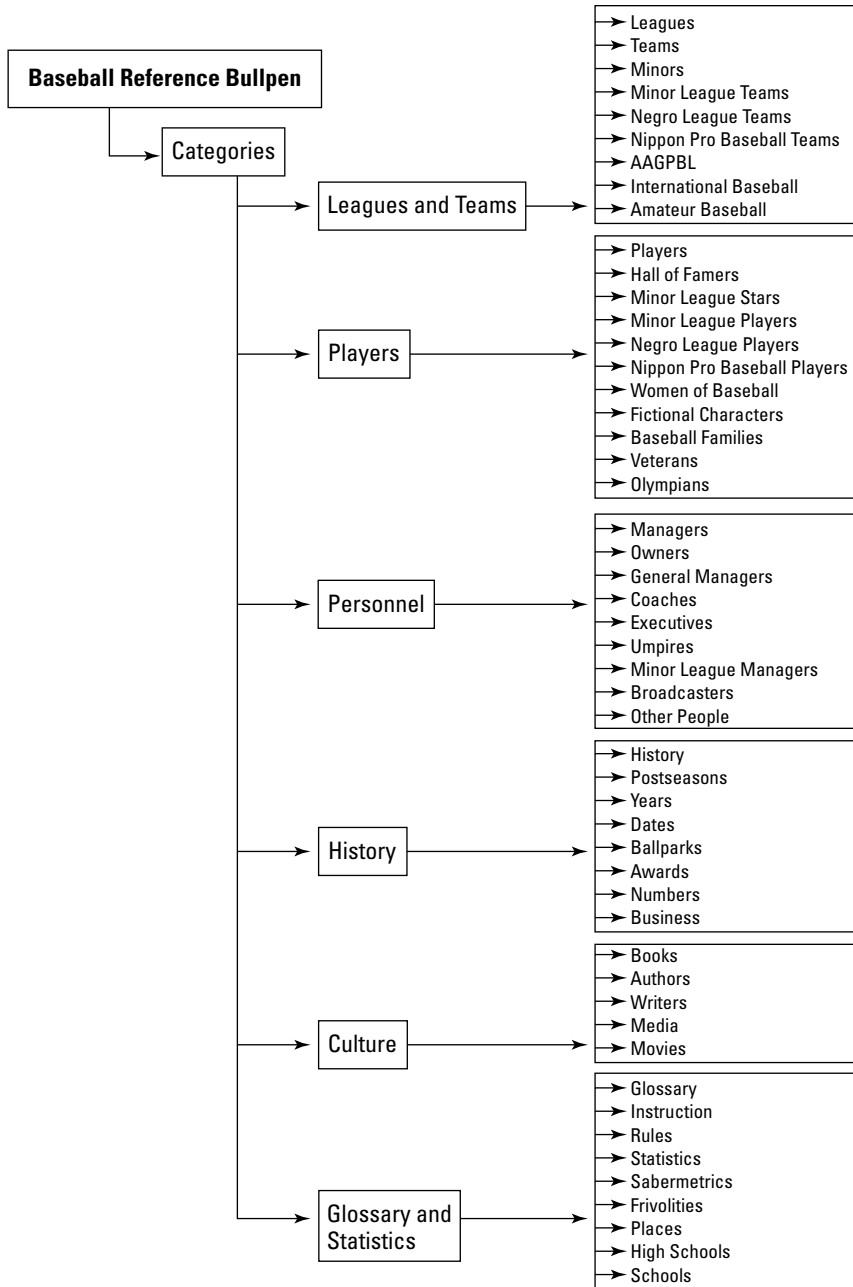 Baseball Reference Bullpen
Categories
Leagues and Teams
Leagues
Teams
Minors
Minor League Teams
Negro League Teams
Nippon Pro Baseball Teams
AAGPBL
International Baseball
Amateur Baseball
Players
Players
Hall of Famers
Minor League Stars
Minor League Players
Negro League Players
Nippon Pro Baseball Players
Women of Baseball
Fictional Characters
Baseball Families
Veterans
Olympians
Personnel
Managers
Owners
General Managers
Coaches
Executives
Umpires
Minor League Managers
Broadcasters
Other People
History
History
Postseasons
Years
Dates
Ballparks
Awards
Numbers
Business
Culture
Books
Authors
Writers
Media
Movies
Glossary and
Statistics
Glossary
Instruction
Rules
Statistics
Sabermetrics
Frivolities
Places
High Schools
Schools